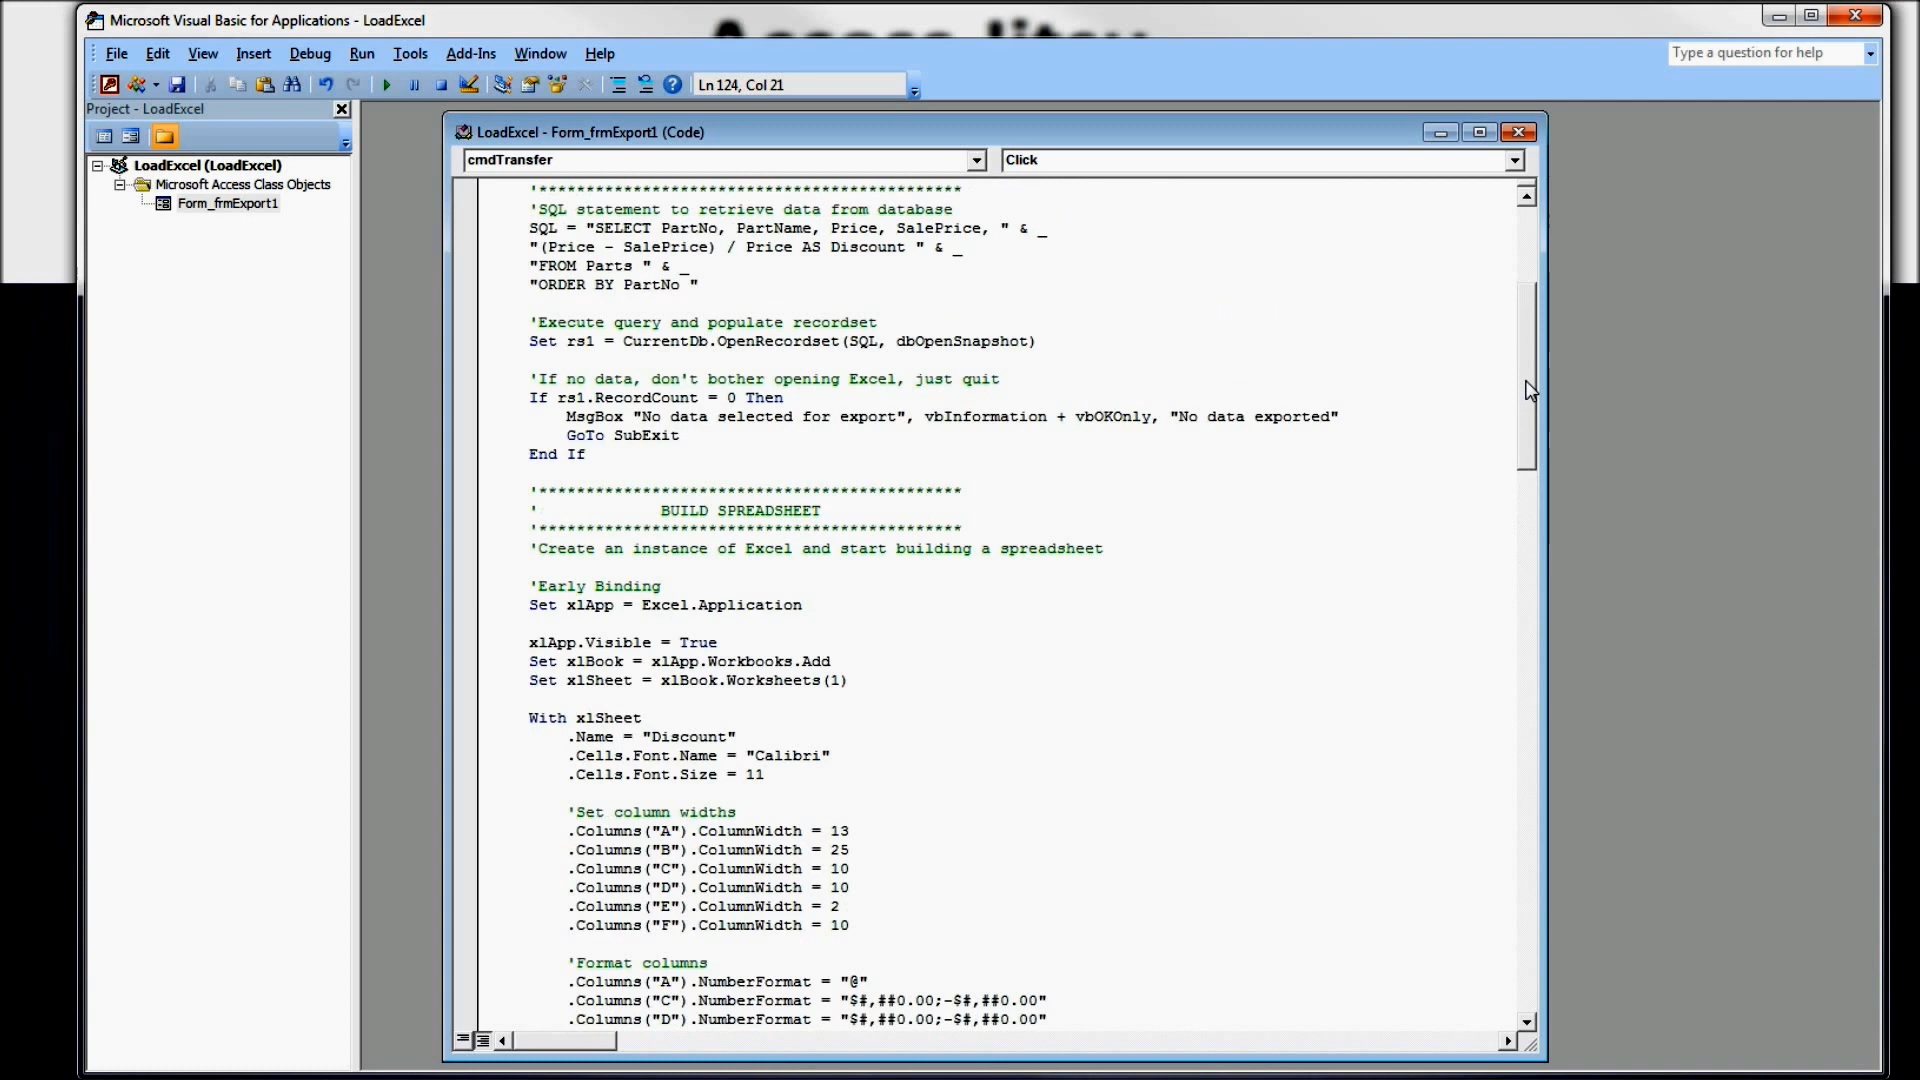 Microsoft Visual Basic for Applications - LoadExcel
File Edit View Insert Debug Run Tools Add-Ins Window Help
Type a question for help
Ln 124, Col 21
Project - LoadExcel
LoadExcel (LoadExcel)
Microsoft Access Class Objects
Form_frmExport1
LoadExcel - Form_frmExport1 (Code)
cmdTransfer
Click
'*********************************************
'SQL statement to retrieve data from database
SQL = "SELECT PartNo, PartName, Price, SalePrice, " & _
"(Price - SalePrice) / Price AS Discount " & _
"FROM Parts " & _
"ORDER BY PartNo "
'Execute query and populate recordset
Set rs1 = CurrentDb.OpenRecordset(SQL, dbOpenSnapshot)
'If no data, don't bother opening Excel, just quit
If rs1.RecordCount = 0 Then
MsgBox "No data selected for export", vbInformation + vbOKOnly, "No data exported"
GoTo SubExit
End If
'*********************************************
' BUILD SPREADSHEET
'*********************************************
'Create an instance of Excel and start building a spreadsheet
'Early Binding
Set xlApp = Excel.Application
xlApp.Visible = True
Set xlBook = xlApp.Workbooks.Add
Set xlSheet = xlBook.Worksheets(1)
With xlSheet
.Name = "Discount"
.Cells.Font.Name = "Calibri"
.Cells.Font.Size = 11
'Set column widths
.Columns("A").ColumnWidth = 13
.Columns("B").ColumnWidth = 25
.Columns("C").ColumnWidth = 10
.Columns("D").ColumnWidth = 10
.Columns("E").ColumnWidth = 2
.Columns("F").ColumnWidth = 10
'Format columns
.Columns("A").NumberFormat = "@"
.Columns("C").NumberFormat = "$#,##0.00;-$#,##0.00"
.Columns("D").NumberFormat = "$#,##0.00;-$#,##0.00"